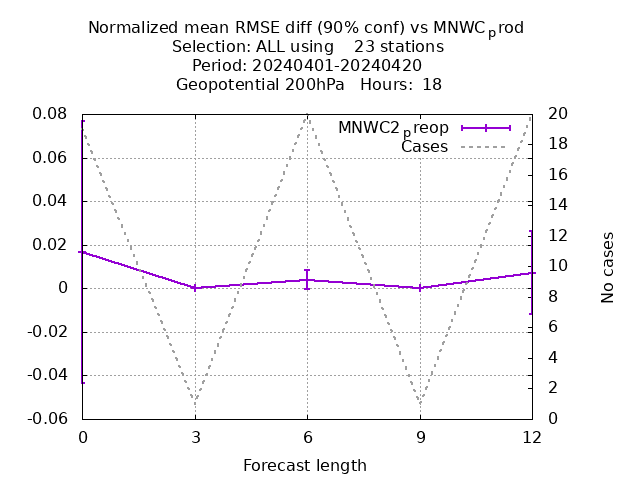 Normalized mean RMSE diff (90% conf) vs MNWCprod
Selection: ALL using 23 stations
Period: 20240401-20240420
Geopotential 200hPa Hours: 18
MNWC2preop
Cases
0.08
0.06
0.04
0.02
0
-0.02
-0.04
-0.06
20
18
16
14
12
10
8
6
4
2
0
No cases
0 3 6 9 12
Forecast length